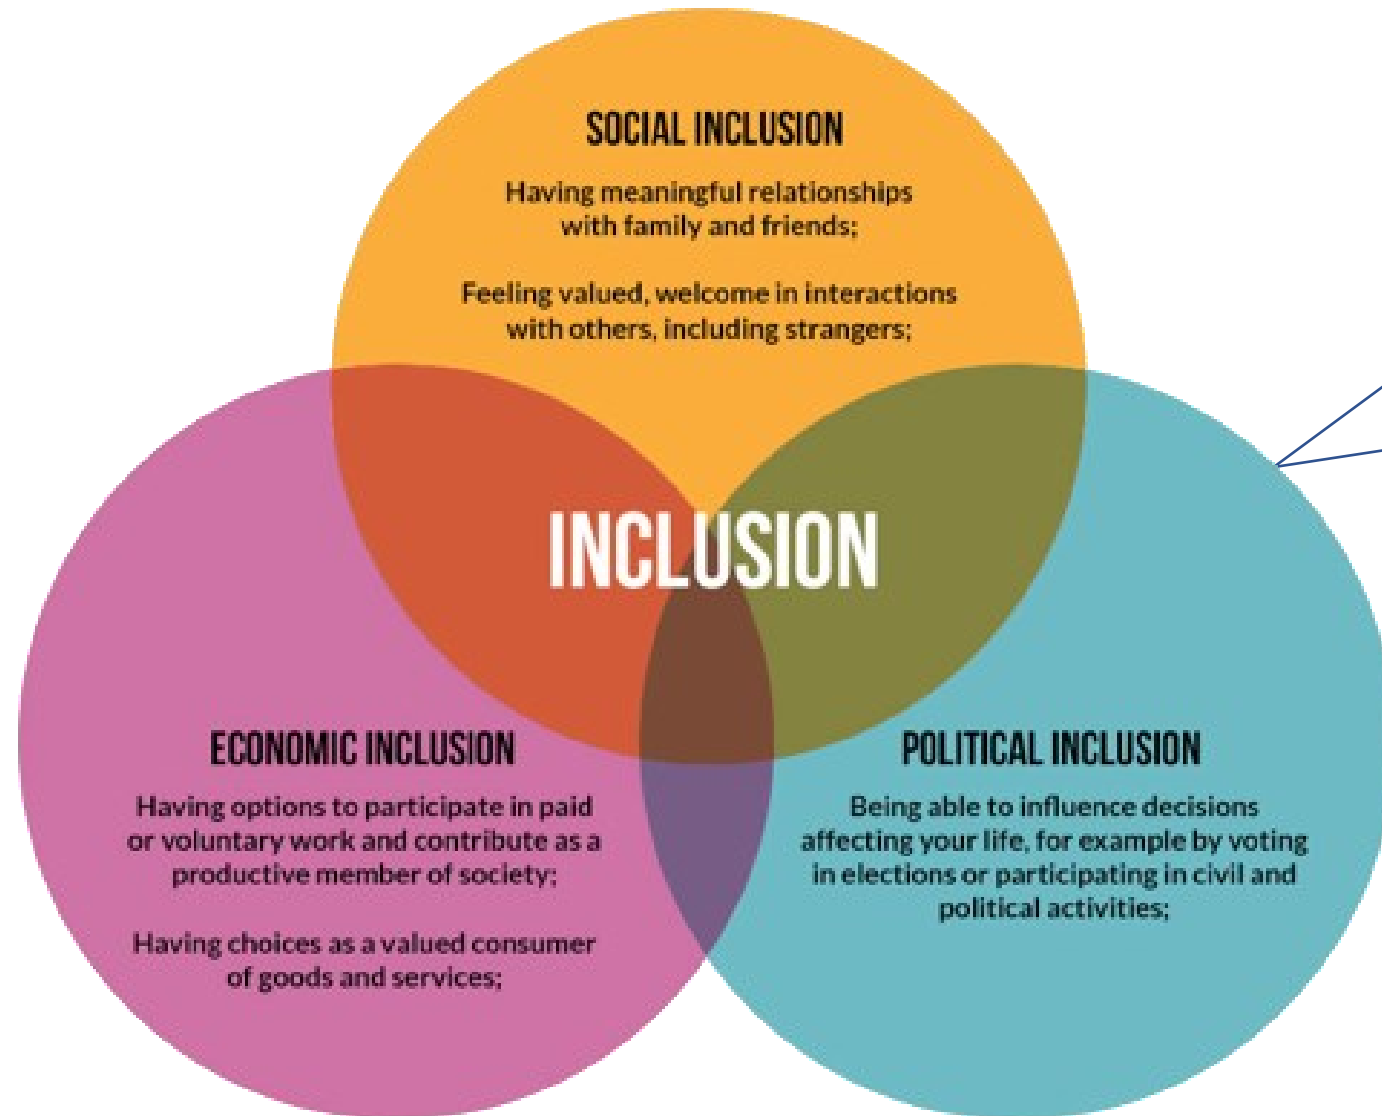 SOCIAL INCLUSION
Having meaningful relationships
with family and friends;
Feeling valued, welcome in interactions
with others, including strangers;
INCLUSION
ECONOMIC INCLUSION
Having options to participate in paid
or voluntary work and contribute as a
productive member of society;
Having choices as a valued consumer
of goods and services;
POLITICAL INCLUSION
Being able to influence decisions
affecting your life, for example by voting
in elections or participating in civil and
political activities;